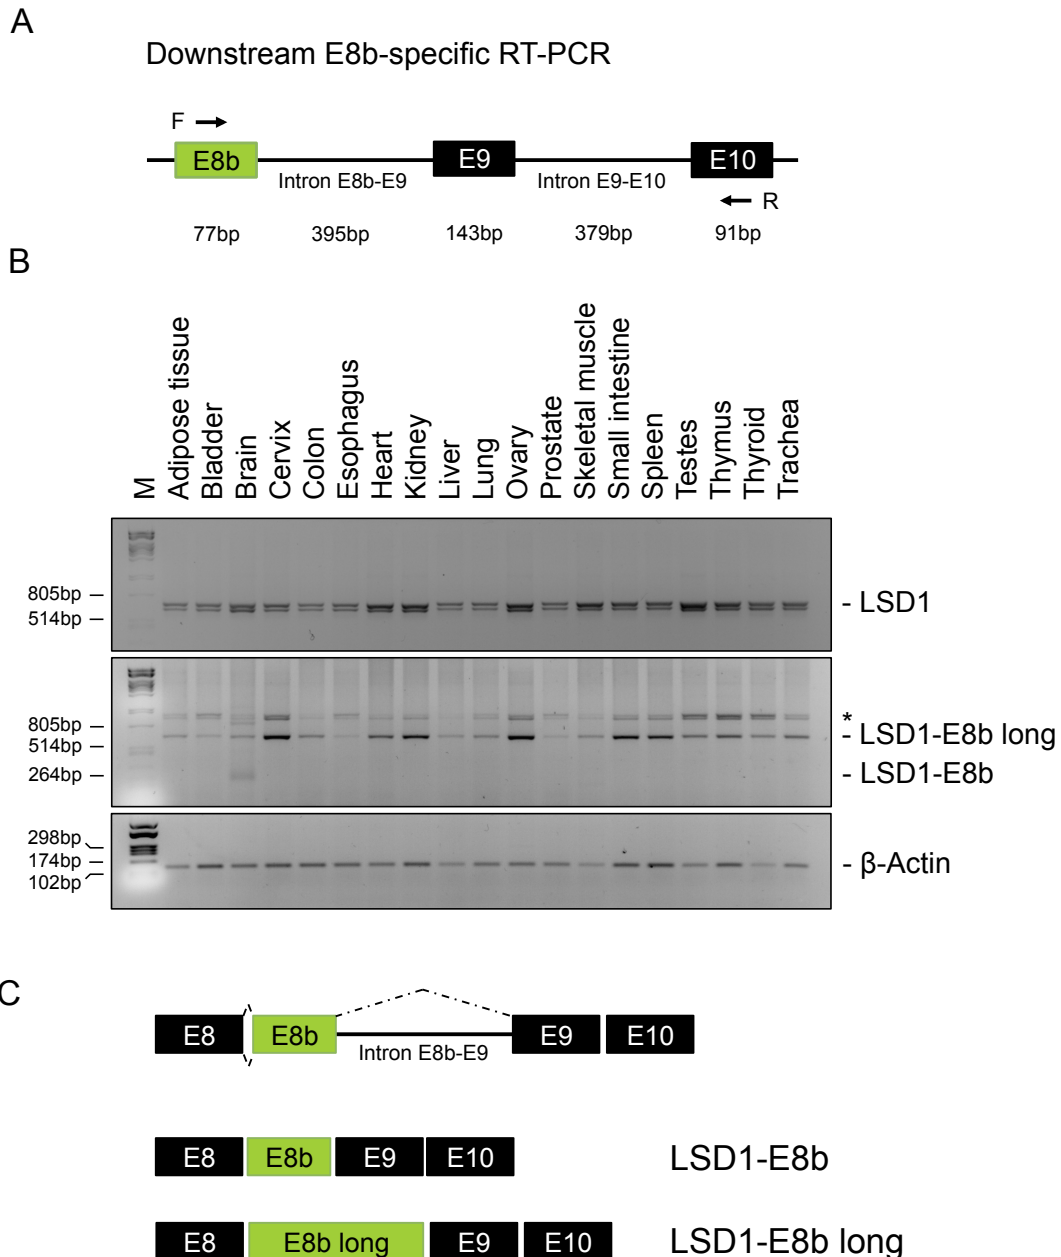 A
Downstream E8b-specific RT-PCR
F
E8b
E9
E10
Intron E8b-E9
Intron E9-E10
R
77bp
395bp
143bp
379bp
91bp
B
M
Adipose tissue
Bladder
Brain
Cervix
Colon
Esophagus
Heart
Kidney
Liver
Lung
Ovary
Prostate
Skeletal muscle
Small intestine
Spleen
Testes
Thymus
Thyroid
Trachea
805bp
514bp
- LSD1
805bp
514bp
264bp
*
- LSD1-E8b long
- LSD1-E8b
298bp
174bp
102bp
- β-Actin
C
E8
E8b
E9
E10
Intron E8b-E9
E8
E8b
E9
E10
LSD1-E8b
E8
E8b long
E9
E10
LSD1-E8b long